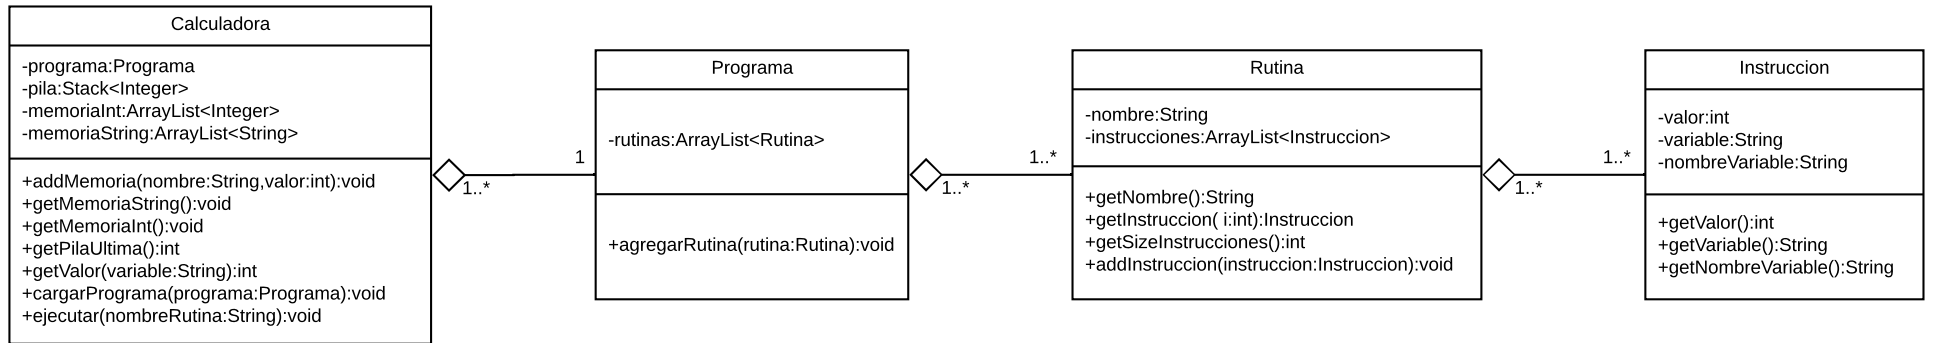 Calculadora
-programa:Programa
-pila:Stack<Integer>
-memoriaInt:ArrayList<Integer>
-memoriaString:ArrayList<String>
+addMemoria(nombre:String,valor:int):void
+getMemoriaString():void
+getMemoriaInt():void
+getPilaUltima():int
+getValor(variable:String):int
+cargarPrograma(programa:Programa):void
+ejecutar(nombreRutina:String):void
1..*
1
Programa
-rutinas:ArrayList<Rutina>
+agregarRutina(rutina:Rutina):void
1..*
1..*
Rutina
-nombre:String
-instrucciones:ArrayList<Instruccion>
+getNombre():String
+getInstruccion( i:int):Instruccion
+getSizeInstrucciones():int
+addInstruccion(instruccion:Instruccion):void
1..*
1..*
Instruccion
-valor:int
-variable:String
-nombreVariable:String
+getValor():int
+getVariable():String
+getNombreVariable():String